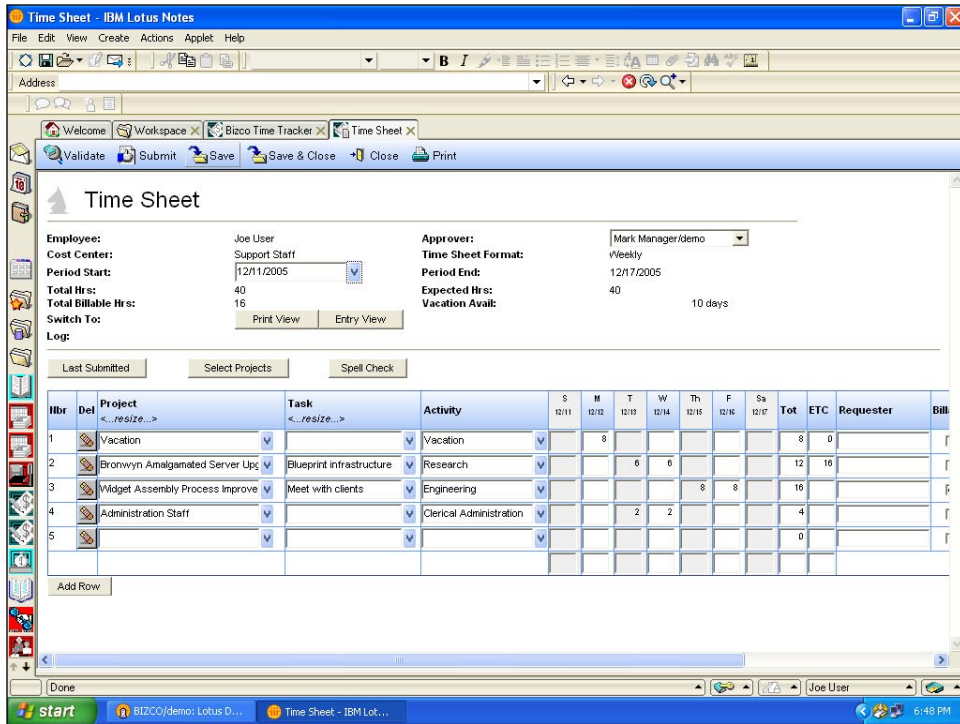 Time Sheet - IBM Lotus Notes
File Edit View Create Actions Applet Help
B I
Address
Welcome Workspace Bizco Time Tracker Time Sheet
Validate Submit Save Save & Close Close Print
Time Sheet
Employee: Joe User Approver: Mark Manager/demo
Cost Center: Support Staff Time Sheet Format: Weekly
Period Start: 12/11/2005 Period End: 12/17/2005
Total Hrs: 40 Expected Hrs: 40
Total Billable Hrs: 16 Vacation Avail: 10 days
Switch To: Print View Entry View
Log:
Last Submitted Select Projects Spell Check
Nbr Del Project Task Activity S M T W Th F Sa Tot ETC Requester Bill
<...resize...> <...resize...> 12/11 12/12 12/13 12/14 12/15 12/16 12/17
1 Vacation Vacation 8 8 0
2 Bronwyn Amalgamated Server Upg Blueprint infrastructure Research 6 6 12 16
3 Widget Assembly Process Improve Meet with clients Engineering 8 8 16
4 Administration Staff Clerical Administration 2 2 4
5 0
Add Row
Done Joe User
start BIZCO/demo: Lotus D... Time Sheet - IBM Lot... 6:48 PM